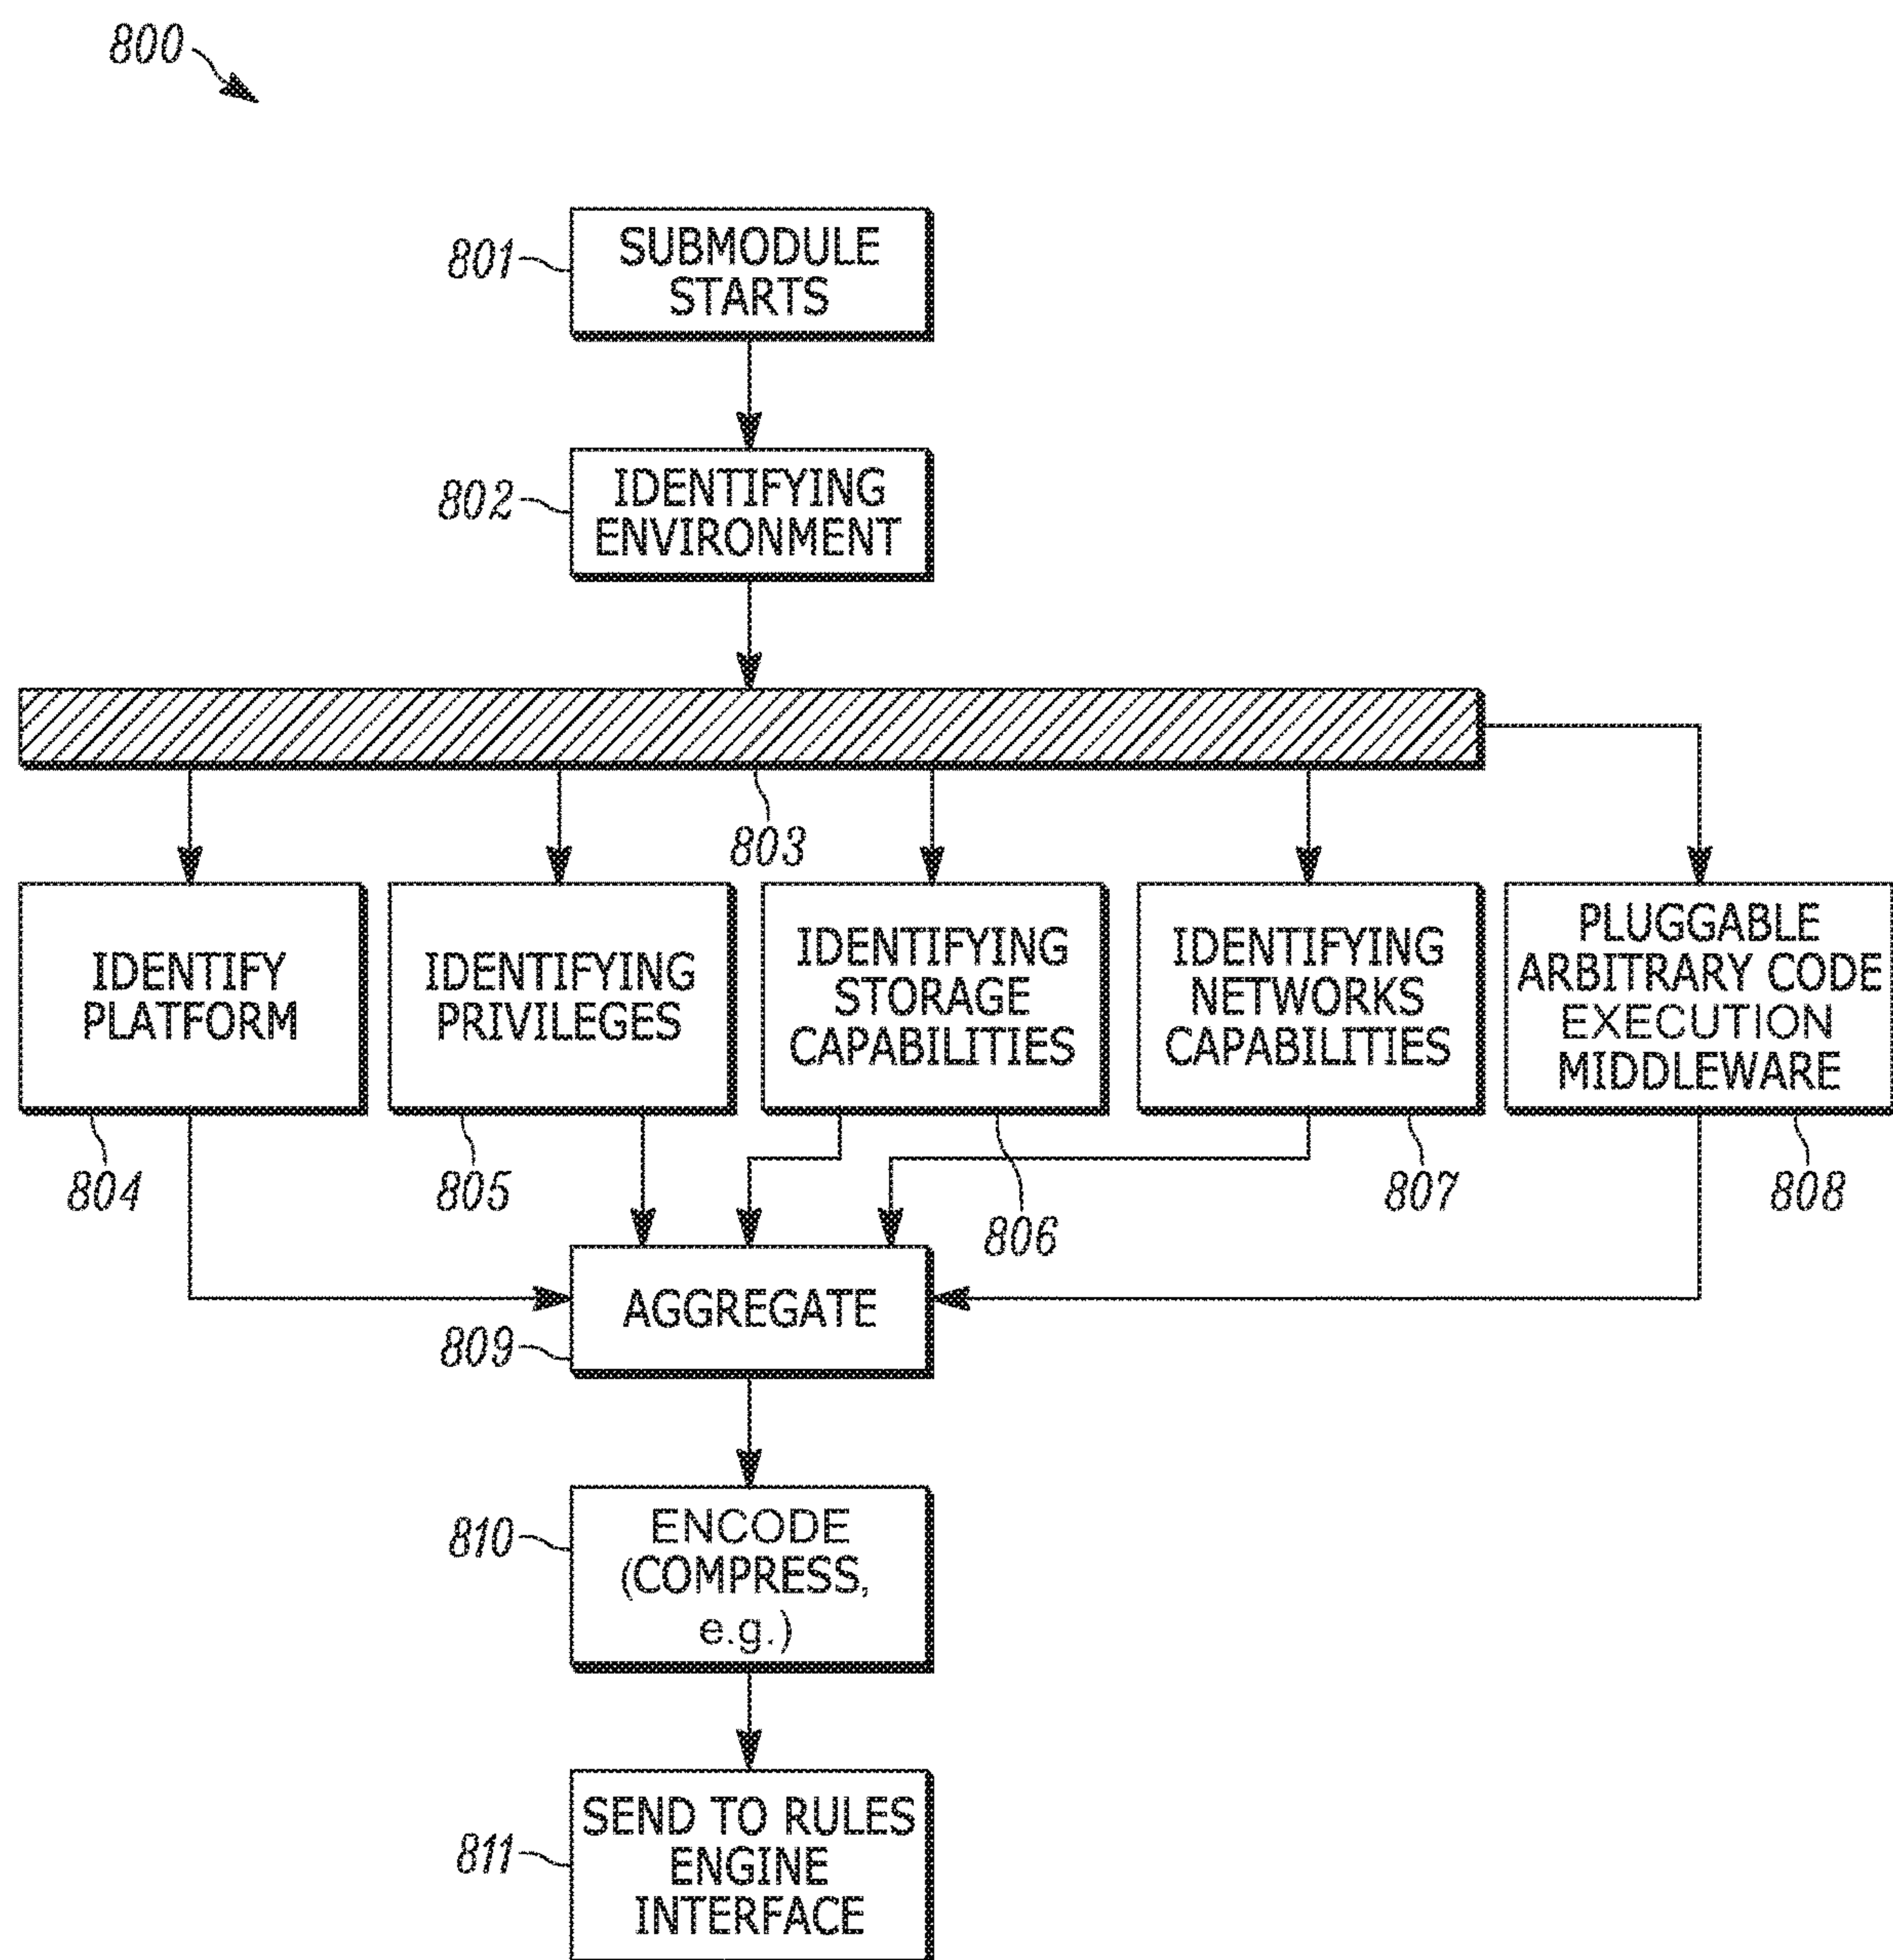 800
801
SUBMODULE
STARTS
802
IDENTIFYING
ENVIRONMENT
803
IDENTIFY
PLATFORM
804
IDENTIFYING
PRIVILEGES
805
IDENTIFYING
STORAGE
CAPABILITIES
806
IDENTIFYING
NETWORKS
CAPABILITIES
807
PLUGGABLE
ARBITRARY CODE
EXECUTION
MIDDLEWARE
808
AGGREGATE
809
810
ENCODE
(COMPRESS,
e.g.)
811
SEND TO RULES
ENGINE
INTERFACE